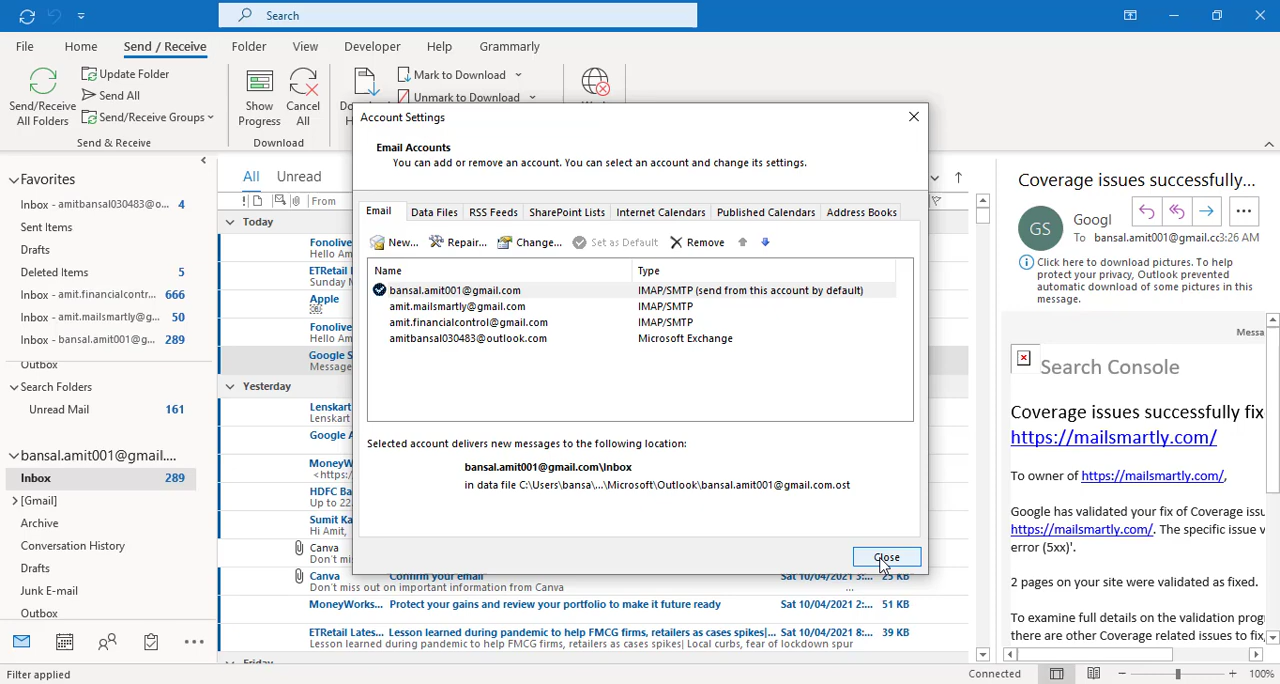 Search
File Home Send / Receive Folder View Developer Help Grammarly
Send/Receive
All Folders
Update Folder
Send All
Send/Receive Groups
Send & Receive
Show
Progress
Cancel
All
Download
Mark to Download
Unmark to Download
Favorites
Inbox - amitbansal030483@o... 4
Sent Items
Drafts
Deleted Items 5
Inbox - amit.financialcontr... 666
Inbox - amit.mailsmartly@g... 50
Inbox - bansal.amit001@g... 289
Outbox
Search Folders
Unread Mail 161
bansal.amit001@gmail....
Inbox 289
[Gmail]
Archive
Conversation History
Drafts
Junk E-mail
Outbox
Filter applied
All Unread
From
Today
Fonolive
Hello Am
ETRetail
Sunday M
Apple
Fonolive
Hello Am
Google S
Message
Yesterday
Lenskart
Lenskart
Google A
MoneyW
<https:/
HDFC Ba
Up to 22
Sumit Ka
Hi Amit,
Canva
Don't mis
Canva Confirm your email Sat 10/04/2021 3:... 25 KB
Don't miss out on important information from Canva ...
MoneyWorks... Protect your gains and review your portfolio to make it future ready Sat 10/04/2021 2:... 51 KB
ETRetail Lates... Lesson learned during pandemic to help FMCG firms, retailers as cases spikes|... Sat 10/04/2021 8:... 39 KB
Lesson learned during pandemic to help FMCG firms, retailers as cases spikes| Local curbs, fear of lockdown spur
Friday
Account Settings
Email Accounts
You can add or remove an account. You can select an account and change its settings.
Email Data Files RSS Feeds SharePoint Lists Internet Calendars Published Calendars Address Books
New... Repair... Change... Set as Default Remove
Name Type
bansal.amit001@gmail.com IMAP/SMTP (send from this account by default)
amit.mailsmartly@gmail.com IMAP/SMTP
amit.financialcontrol@gmail.com IMAP/SMTP
amitbansal030483@outlook.com Microsoft Exchange
Selected account delivers new messages to the following location:
bansal.amit001@gmail.com\Inbox
in data file C:\Users\bansa\...\Microsoft\Outlook\bansal.amit001@gmail.com.ost
Close
Coverage issues successfully...
GS
Googl
To bansal.amit001@gmail.cc 3:26 AM
Click here to download pictures. To help
protect your privacy, Outlook prevented
automatic download of some pictures in this
message.
Messa
Search Console
Coverage issues successfully fix
https://mailsmartly.com/
To owner of https://mailsmartly.com/,
Google has validated your fix of Coverage issu
https://mailsmartly.com/. The specific issue v
error (5xx)'.
2 pages on your site were validated as fixed.
To examine full details on the validation prog
there are other Coverage related issues to fix,
Connected 100%